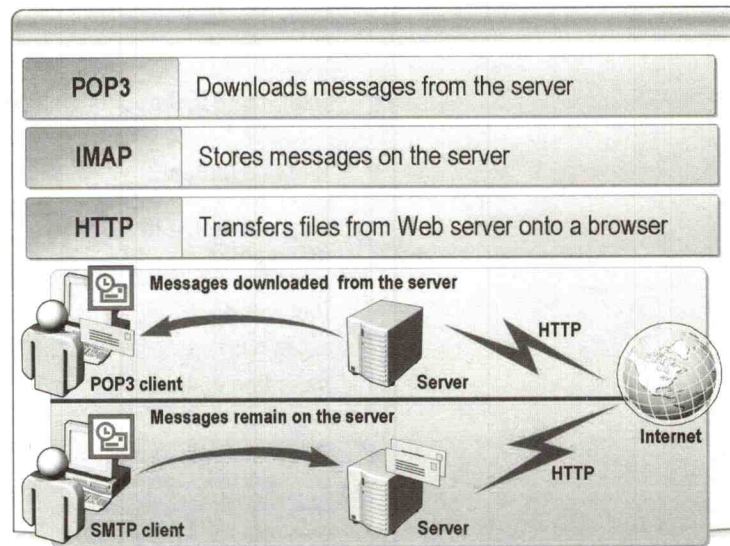 POP3 Downloads messages from the server
IMAP Stores messages on the server
HTTP Transfers files from Web server onto a browser
Messages downloaded from the server
HTTP
POP3 client
Server
Messages remain on the server
Internet
HTTP
SMTP client
Server